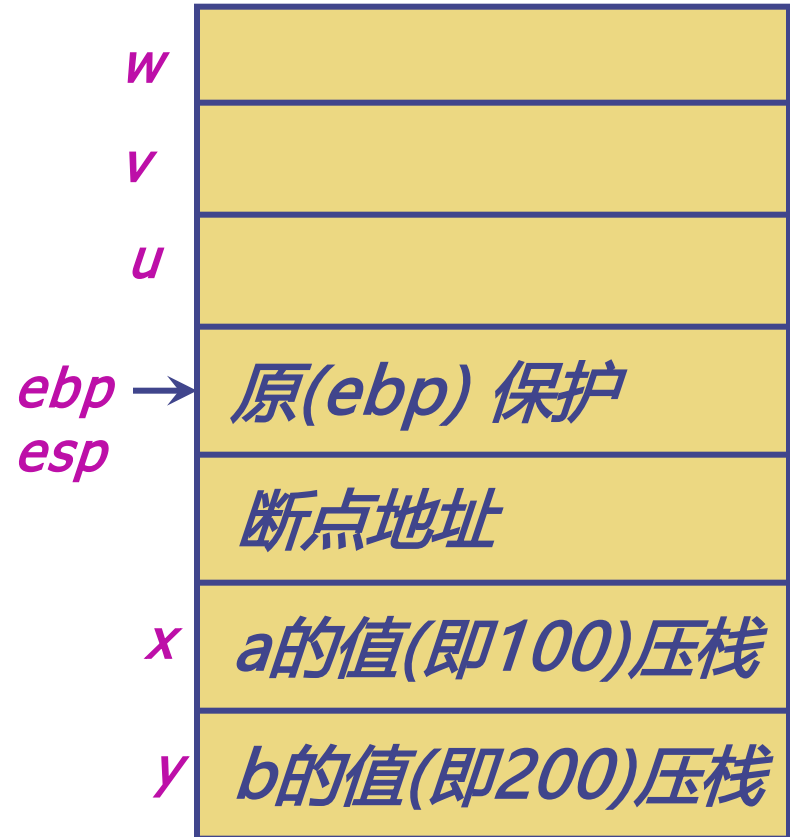 w
v
u
ebp
原(ebp) 保护
esp
断点地址
x
a的值(即100)压栈
y
b的值(即200)压栈